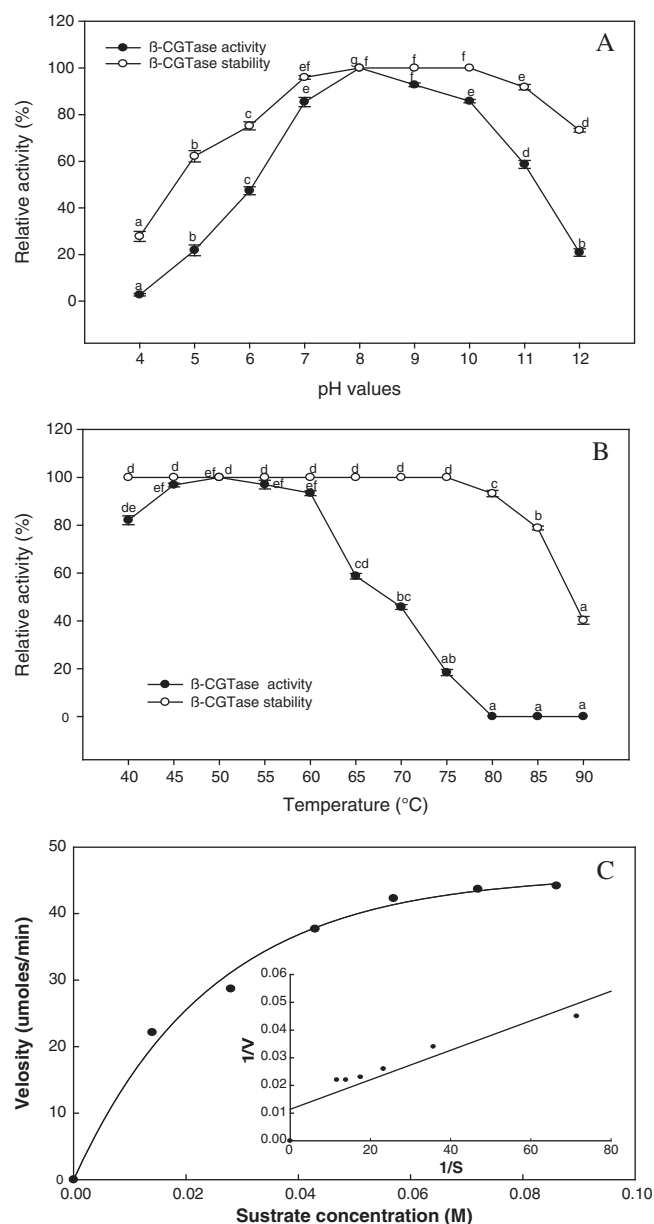 A
ß-CGTase activity
ß-CGTase stability
Relative activity (%)
120
100
80
60
40
20
0
a
b
c
ef
g
f
f
f
e
d
a
b
c
e
f
e
d
b
4 5 6 7 8 9 10 11 12
pH values
B
Relative activity (%)
120
100
80
60
40
20
0
d d ef d d d d d d c b a
de ef ef ef cd bc ab a a a
ß-CGTase activity
ß-CGTase stability
40 45 50 55 60 65 70 75 80 85 90
Temperature (°C)
C
Velosity (umoles/min)
50
40
30
20
10
0
0.00 0.02 0.04 0.06 0.08 0.10
Sustrate concentration (M)
1/V
0.06
0.05
0.04
0.03
0.02
0.01
0.00
0 20 40 60 80
1/S